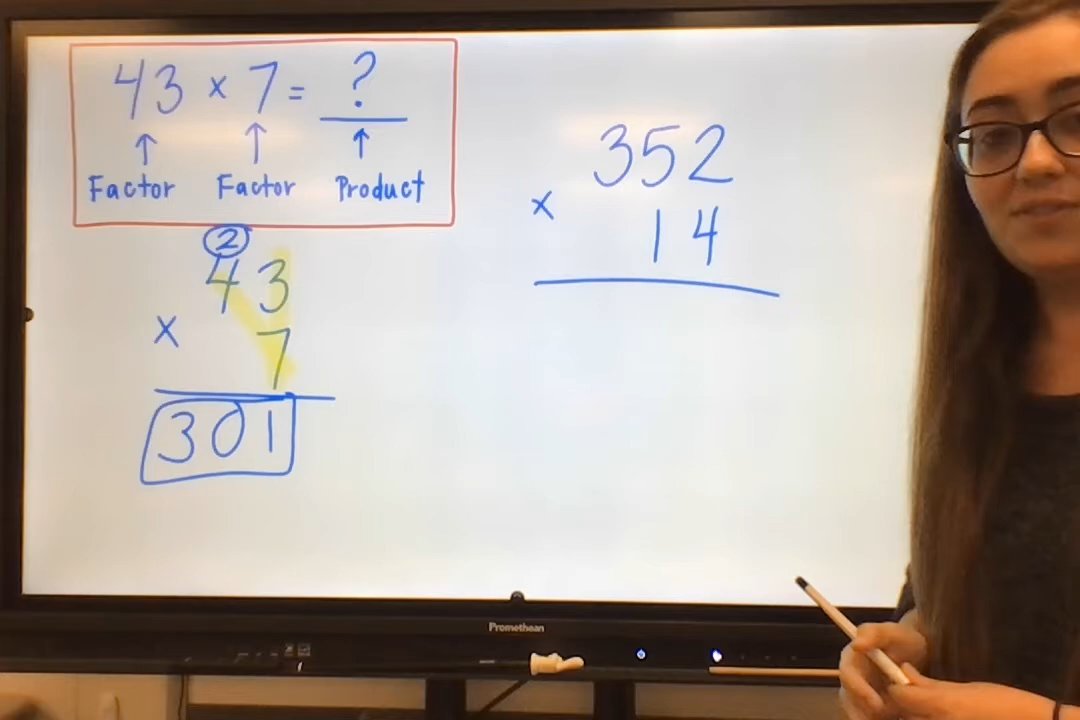 43 × 7 = ?
↑ ↑ ↑
Factor Factor Product
2
43
× 7
301
352
× 14
Promethean